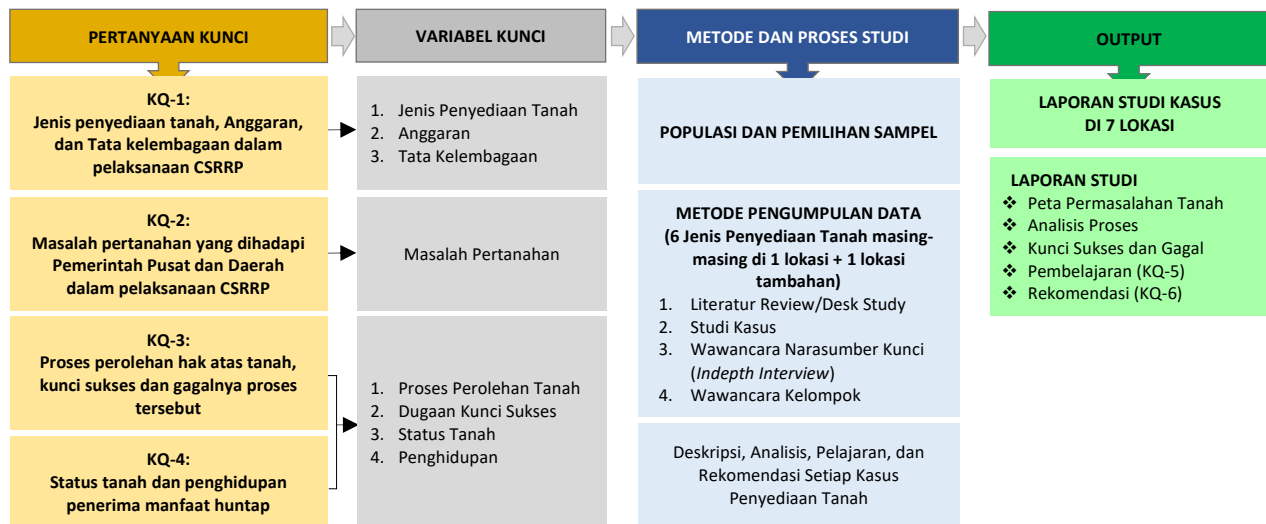 PERTANYAAN KUNCI
KQ-1:
Jenis penyediaan tanah, Anggaran,
dan Tata kelembagaan dalam
pelaksanaan CSRRP
KQ-2:
Masalah pertanahan yang dihadapi
Pemerintah Pusat dan Daerah
dalam pelaksanaan CSRRP
KQ-3:
Proses perolehan hak atas tanah,
kunci sukses dan gagalnya proses
tersebut
KQ-4:
Status tanah dan penghidupan
penerima manfaat huntap
VARIABEL KUNCI
1. Jenis Penyediaan Tanah
2. Anggaran
3. Tata Kelembagaan
Masalah Pertanahan
1. Proses Perolehan Tanah
2. Dugaan Kunci Sukses
3. Status Tanah
4. Penghidupan
METODE DAN PROSES STUDI
POPULASI DAN PEMILIHAN SAMPEL
METODE PENGUMPULAN DATA
(6 Jenis Penyediaan Tanah masing-
masing di 1 lokasi + 1 lokasi
tambahan)
1. Literatur Review/Desk Study
2. Studi Kasus
3. Wawancara Narasumber Kunci
(Indepth Interview)
4. Wawancara Kelompok
Deskripsi, Analisis, Pelajaran, dan
Rekomendasi Setiap Kasus
Penyediaan Tanah
OUTPUT
LAPORAN STUDI KASUS
DI 7 LOKASI
LAPORAN STUDI
❖ Peta Permasalahan Tanah
❖ Analisis Proses
❖ Kunci Sukses dan Gagal
❖ Pembelajaran (KQ-5)
❖ Rekomendasi (KQ-6)